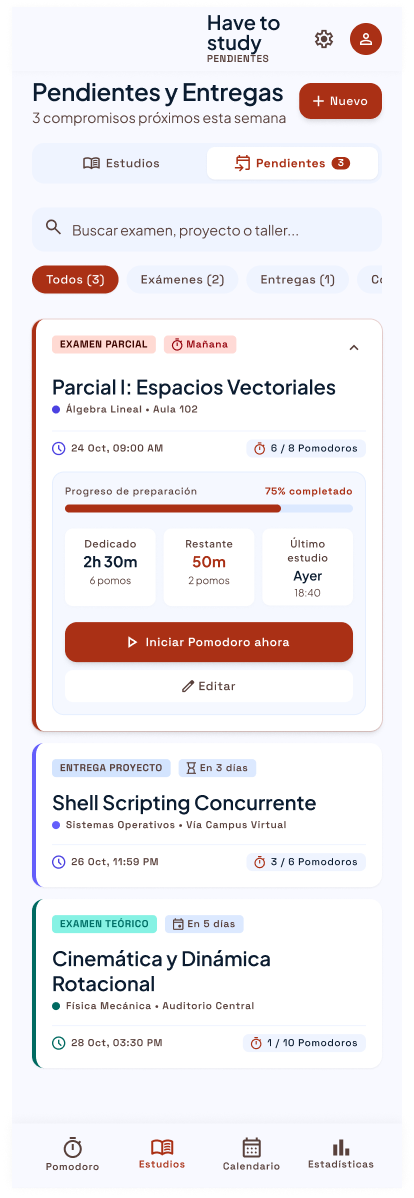 Have to
study
PENDIENTES
Pendientes y Entregas
3 compromisos próximos esta semana
Nuevo
Estudios
Pendientes 3
Buscar examen, proyecto o taller...
Todos (3)
Exámenes (2)
Entregas (1)
EXAMEN PARCIAL
Mañana
Parcial I: Espacios Vectoriales
Álgebra Lineal • Aula 102
24 Oct, 09:00 AM
6 / 8 Pomodoros
Progreso de preparación
75% completado
Dedicado
2h 30m
6 pomos
Restante
50m
2 pomos
Último
estudio
Ayer
18:40
Iniciar Pomodoro ahora
Editar
ENTREGA PROYECTO
En 3 días
Shell Scripting Concurrente
Sistemas Operativos • Vía Campus Virtual
26 Oct, 11:59 PM
3 / 6 Pomodoros
EXAMEN TEÓRICO
En 5 días
Cinemática y Dinámica
Rotacional
Física Mecánica • Auditorio Central
28 Oct, 03:30 PM
1 / 10 Pomodoros
Pomodoro
Estudios
Calendario
Estadísticas